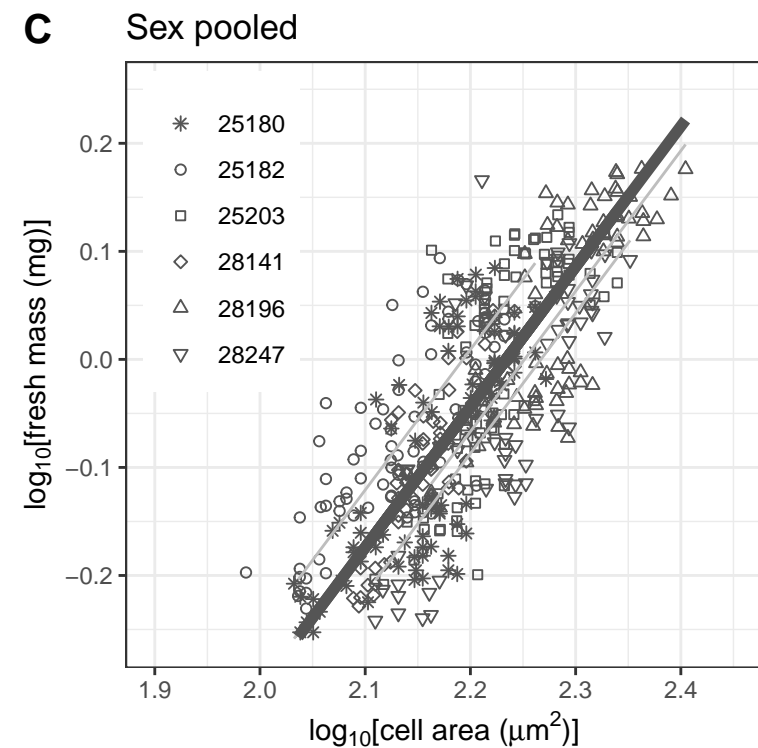 C Sex pooled
25180
25182
25203
28141
28196
28247
0.2
0.1
0.0
−0.1
−0.2
log₁₀[fresh mass (mg)]
1.9 2.0 2.1 2.2 2.3 2.4
log₁₀[cell area (μm²)]